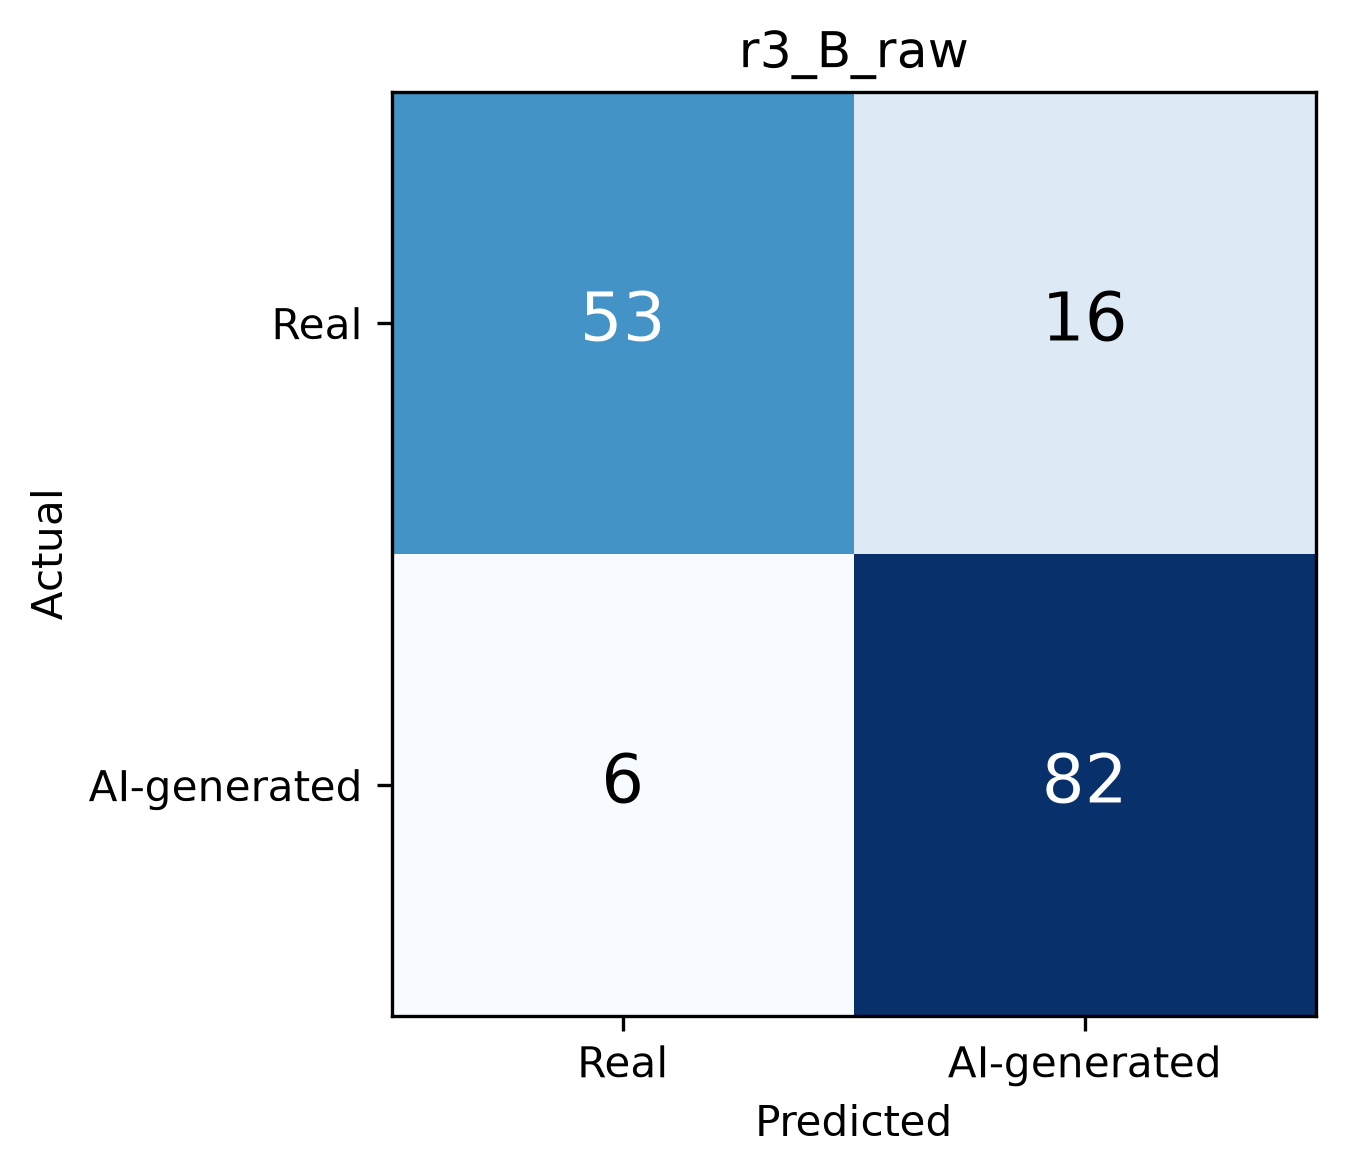 r3_B_raw
Actual
Real
53
16
AI-generated
6
82
Real
AI-generated
Predicted